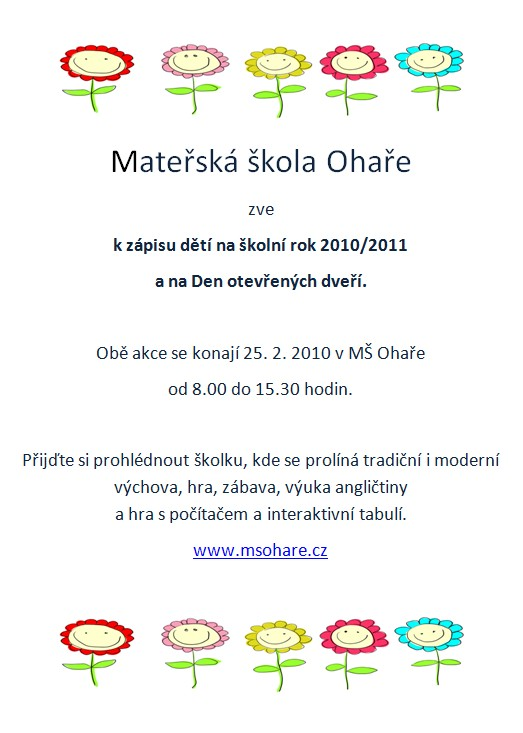 Mateřská škola Ohaře
zve
k zápisu dětí na školní rok 2010/2011
a na Den otevřených dveří.
Obě akce se konají 25. 2. 2010 v MŠ Ohaře
od 8.00 do 15.30 hodin.
Přijďte si prohlédnout školku, kde se prolíná tradiční i moderní
výchova, hra, zábava, výuka angličtiny
a hra s počítačem a interaktivní tabulí.
www.msohare.cz